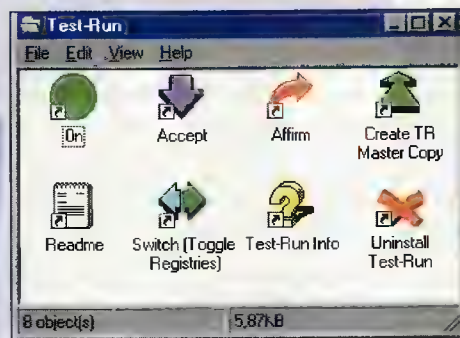 Test-Run
File Edit View Help
On
Accept
Affirm
Create TR
Master Copy
Readme
Switch (Toggle
Registries)
Test-Run Info
Uninstall
Test-Run
8 object(s)
5,87kB